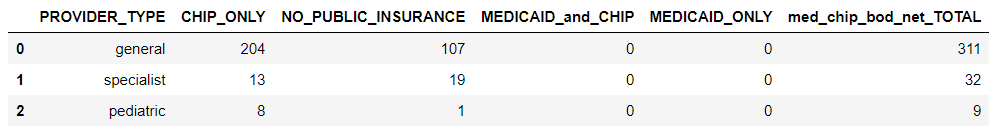 PROVIDER_TYPE CHIP_ONLY NO_PUBLIC_INSURANCE MEDICAID_and_CHIP MEDICAID_ONLY med_chip_bod_net_TOTAL
0 general 204 107 0 0 311
1 specialist 13 19 0 0 32
2 pediatric 8 1 0 0 9